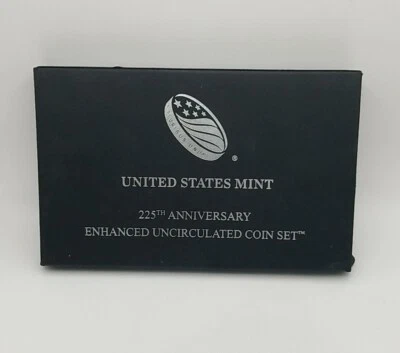 ®
UNITED STATES MINT
225TH ANNIVERSARY
ENHANCED UNCIRCULATED COIN SET™